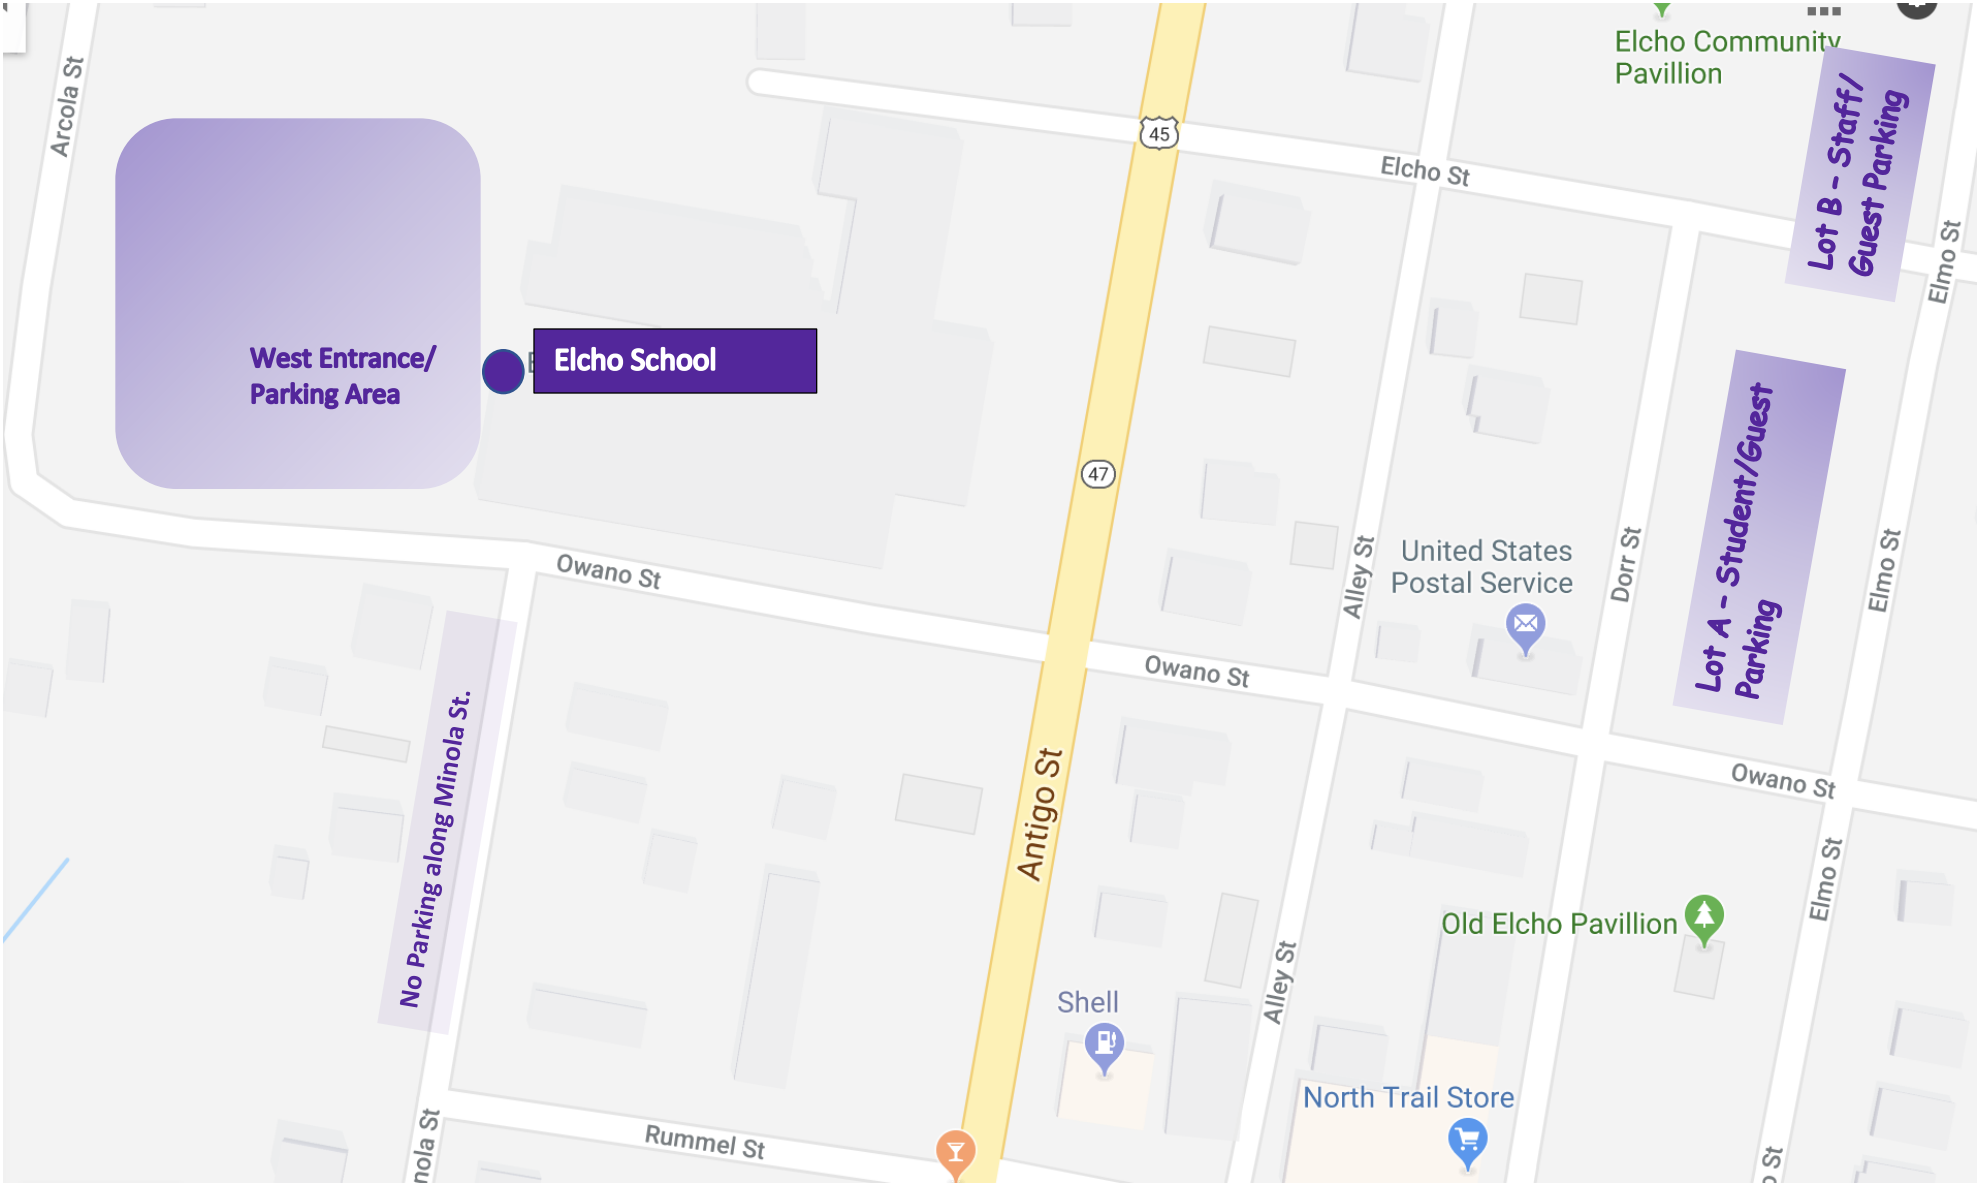 Elcho Community
Pavillion
Arcola St
45
Elcho St
Lot B - Staff/
Guest Parking
Elmo St
West Entrance/
Parking Area
Elcho School
47
Lot A - Student/Guest
Parking
United States
Postal Service
Alley St
Dorr St
Elmo St
Owano St
Owano St
Owano St
No Parking along Minola St.
Antigo St
Elmo St
Old Elcho Pavillion
Alley St
Shell
North Trail Store
Rummel St
nola St
o St